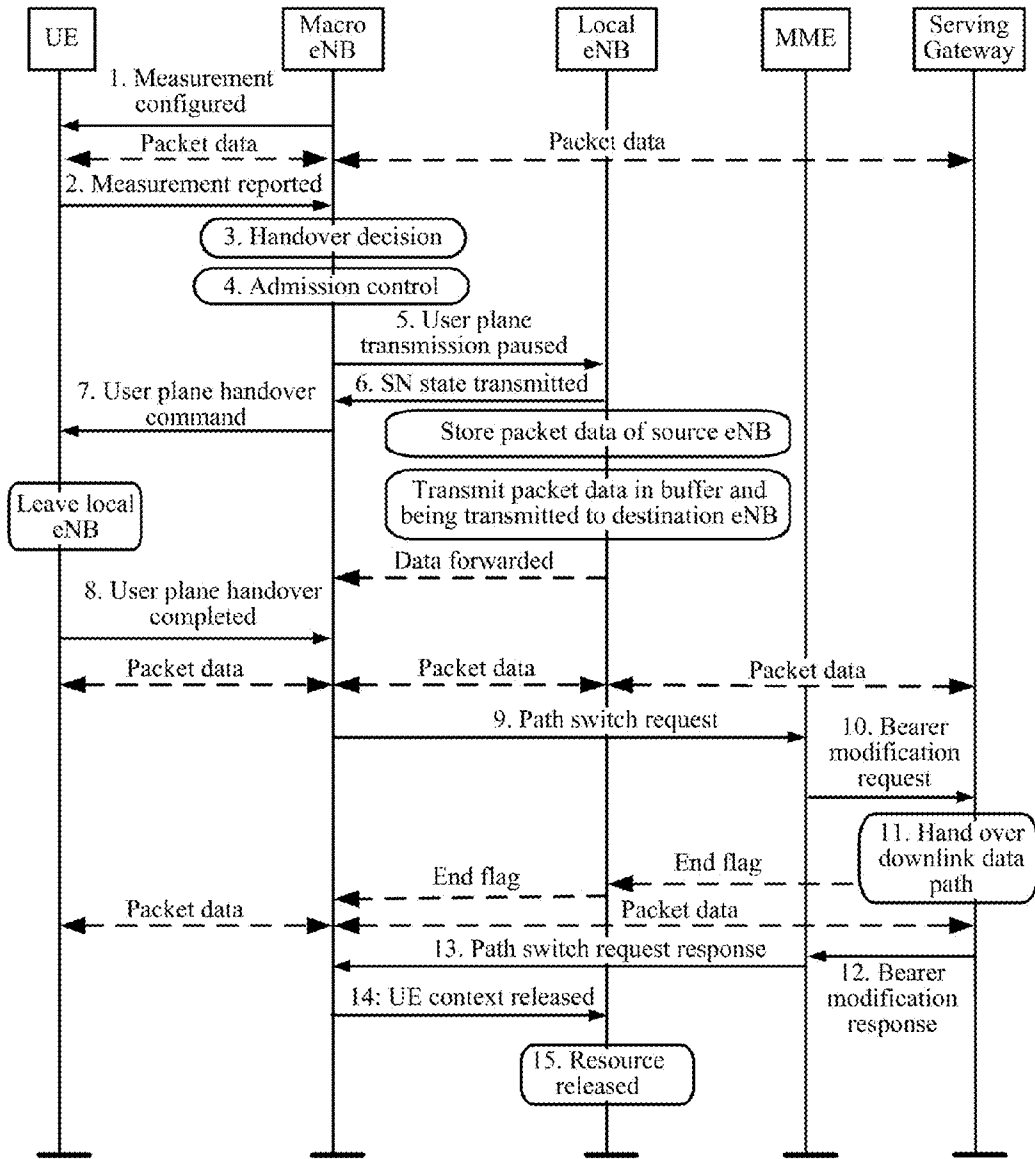 UE
Macro
eNB
Local
eNB
MME
Serving
Gateway
1. Measurement
configured
Packet data
Packet data
2. Measurement reported
3. Handover decision
4. Admission control
5. User plane
transmission paused
6. SN state transmitted
7. User plane handover
command
Store packet data of source eNB
Leave local
eNB
Transmit packet data in buffer and
being transmitted to destination eNB
Data forwarded
8. User plane handover
completed
Packet data
Packet data
Packet data
9. Path switch request
10. Bearer
modification
request
11. Hand over
downlink data
path
End flag
End flag
Packet data
Packet data
13. Path switch request response
12. Bearer
modification
response
14: UE context released
15. Resource
released